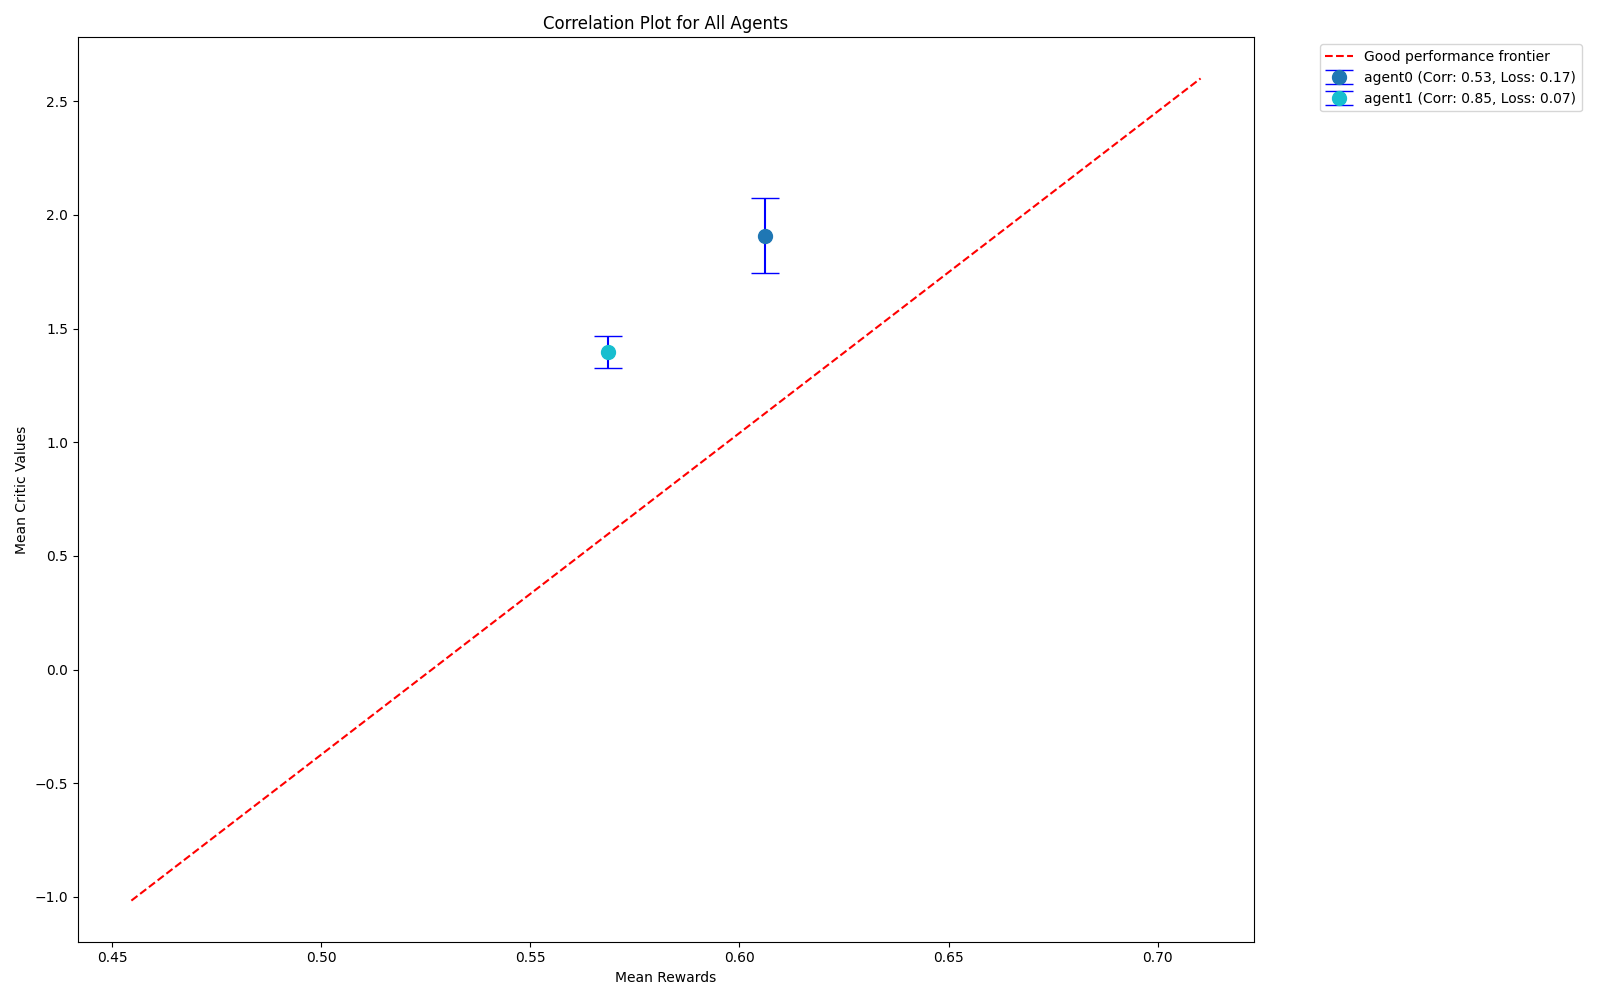 Correlation Plot for All Agents
Good performance frontier
agent0 (Corr: 0.53, Loss: 0.17)
agent1 (Corr: 0.85, Loss: 0.07)
Mean Critic Values
2.5
2.0
1.5
1.0
0.5
0.0
−0.5
−1.0
0.45 0.50 0.55 0.60 0.65 0.70
Mean Rewards